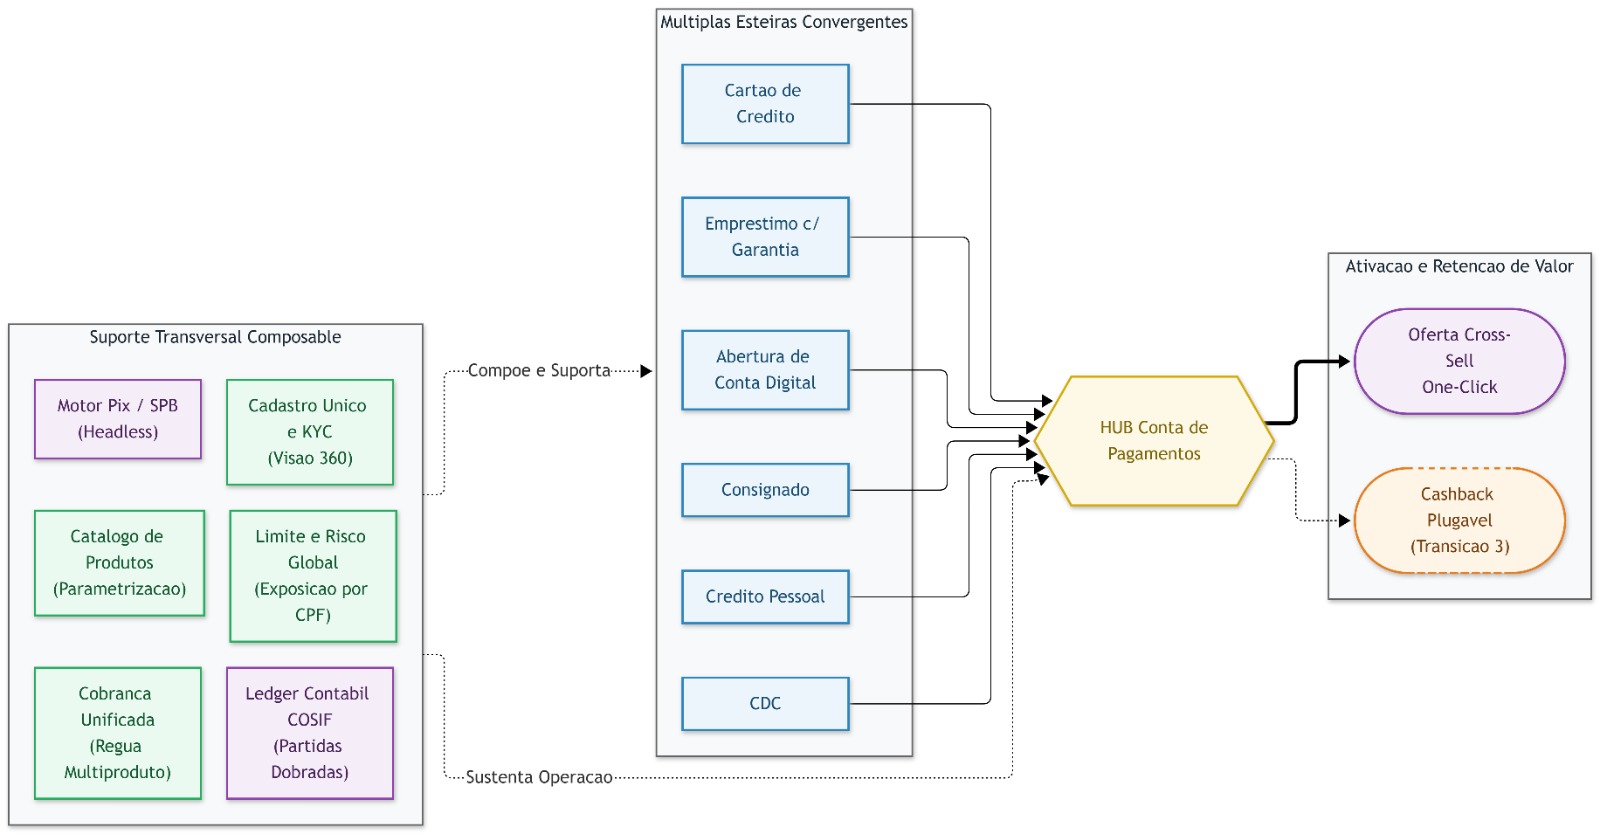 Multiplas Esteiras Convergentes
Cartao de
Credito
Emprestimo c/
Garantia
Abertura de
Conta Digital
Consignado
Credito Pessoal
CDC
Suporte Transversal Composable
Motor Pix / SPB
(Headless)
Cadastro Unico
e KYC
(Visao 360)
Catalogo de
Produtos
(Parametrizacao)
Limite e Risco
Global
(Exposicao por
CPF)
Cobranca
Unificada
(Regua
Multiproduto)
Ledger Contabil
COSIF
(Partidas
Dobradas)
Compoe e Suporta
Sustenta Operacao
HUB Conta de
Pagamentos
Ativacao e Retencao de Valor
Oferta Cross-
Sell
One-Click
Cashback
Plugavel
(Transicao 3)